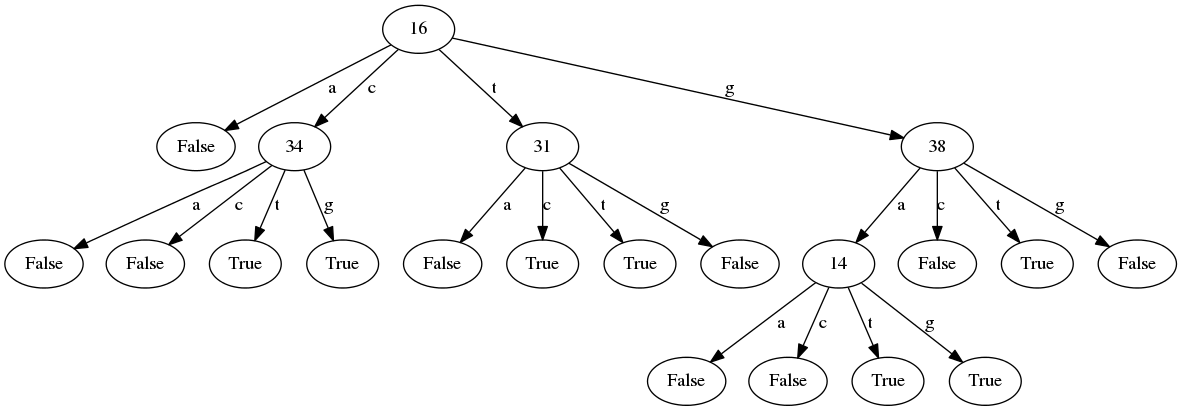 16
a c t g
False 34 31 38
a c t g a c t g a c t g
False False True True False True True False 14 False True False
a c t g
False False True True